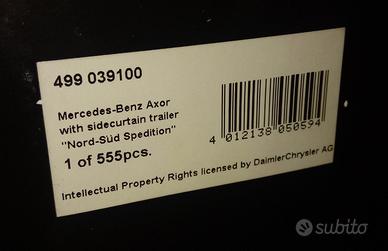 499 039100
Mercedes-Benz Axor
with sidecurtain trailer
"Nord-Süd Spedition"
1 of 555pcs.
4 012138 050594
Intellectual Property Rights licensed by DaimlerChrysler AG
subito